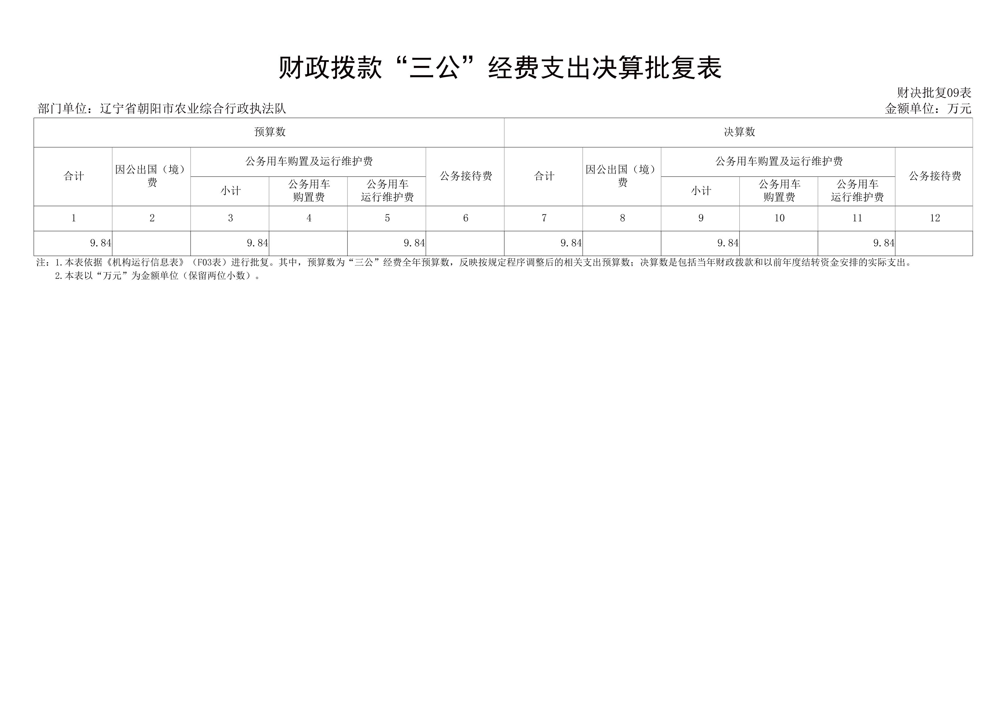 财政拨款“三公”经费支出决算批复表
财决批复09表
部门单位：辽宁省朝阳市农业综合行政执法队
金额单位：万元
预算数 决算数
合计 因公出国（境）费 公务用车购置及运行维护费 公务接待费 合计 因公出国（境）费 公务用车购置及运行维护费 公务接待费
小计 公务用车购置费 公务用车运行维护费 小计 公务用车购置费 公务用车运行维护费
1 2 3 4 5 6 7 8 9 10 11 12
9.84 9.84 9.84 9.84 9.84 9.84
注：1.本表依据《机构运行信息表》（F03表）进行批复。其中，预算数为“三公”经费全年预算数，反映按规定程序调整后的相关支出预算数；决算数是包括当年财政拨款和以前年度结转资金安排的实际支出。
2.本表以“万元”为金额单位（保留两位小数）。